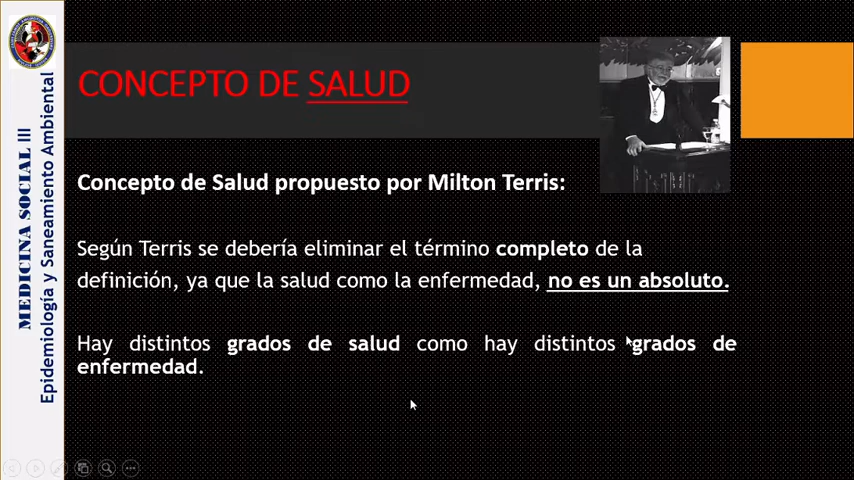 CONCEPTO DE SALUD
MEDICINA SOCIAL III
Epidemiología y Saneamiento Ambiental
Concepto de Salud propuesto por Milton Terris:
Según Terris se debería eliminar el término completo de la
definición, ya que la salud como la enfermedad, no es un absoluto.
Hay distintos grados de salud como hay distintos grados de
enfermedad.